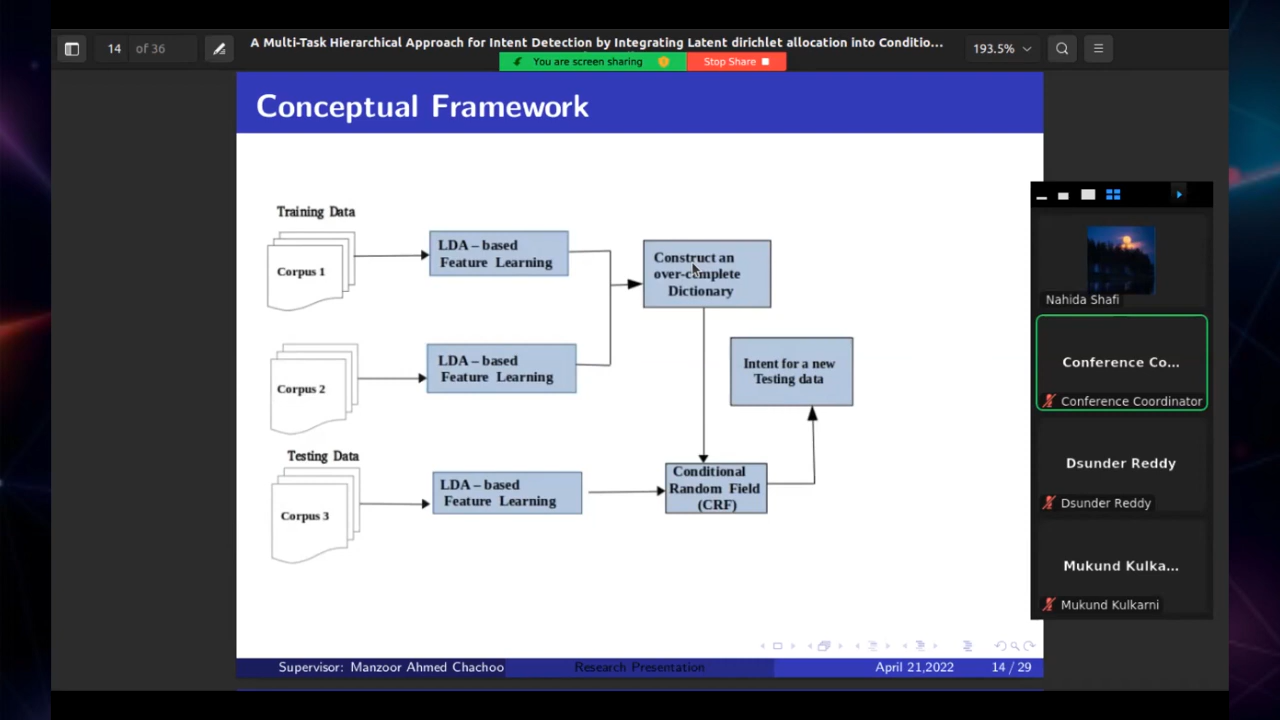 14 of 36
A Multi-Task Hierarchical Approach for Intent Detection by Integrating Latent dirichlet allocation into Conditio...
193.5%
You are screen sharing
Stop Share
Conceptual Framework
Training Data
Corpus 1
LDA – based
Feature Learning
Construct an
over-complete
Dictionary
Corpus 2
LDA – based
Feature Learning
Intent for a new
Testing data
Testing Data
Corpus 3
LDA – based
Feature Learning
Conditional
Random Field
(CRF)
Nahida Shafi
Conference Co...
Conference Coordinator
Dsunder Reddy
Dsunder Reddy
Mukund Kulka...
Mukund Kulkarni
Supervisor: Manzoor Ahmed Chachoo
Research Presentation
April 21,2022
14 / 29